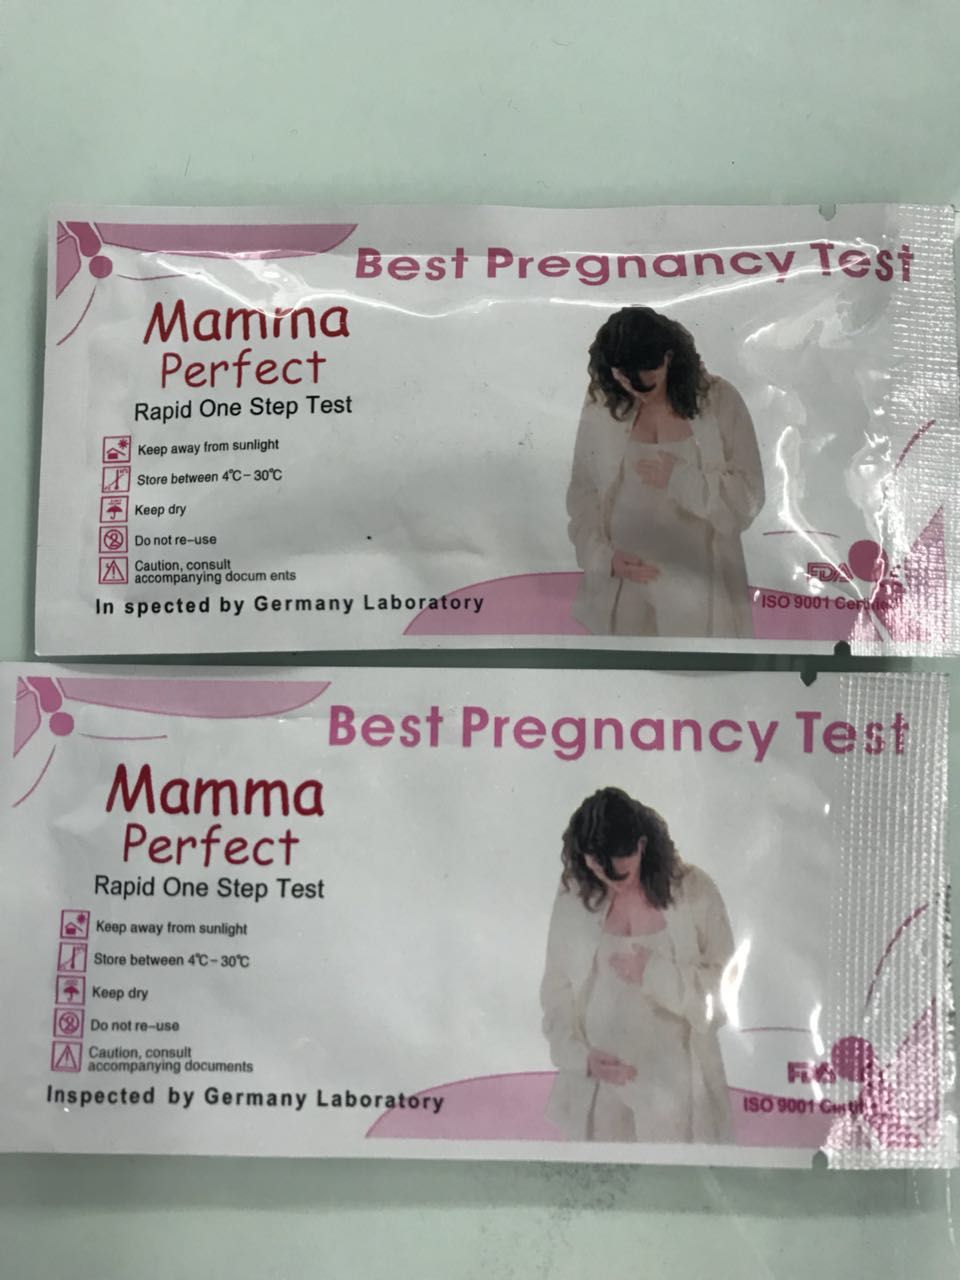 Best Pregnancy Test
Mamma
Perfect
Rapid One Step Test
Keep away from sunlight
Store between 4℃-30℃
Keep dry
Do not re-use
Caution, consult
accompanying docum ents
In spected by Germany Laboratory
FDA
ISO 9001
Best Pregnancy Test
Mamma
Perfect
Rapid One Step Test
Keep away from sunlight
Store between 4℃-30℃
Keep dry
Do not re-use
Caution, consult
accompanying documents
Inspected by Germany Laboratory
FDA
ISO 9001